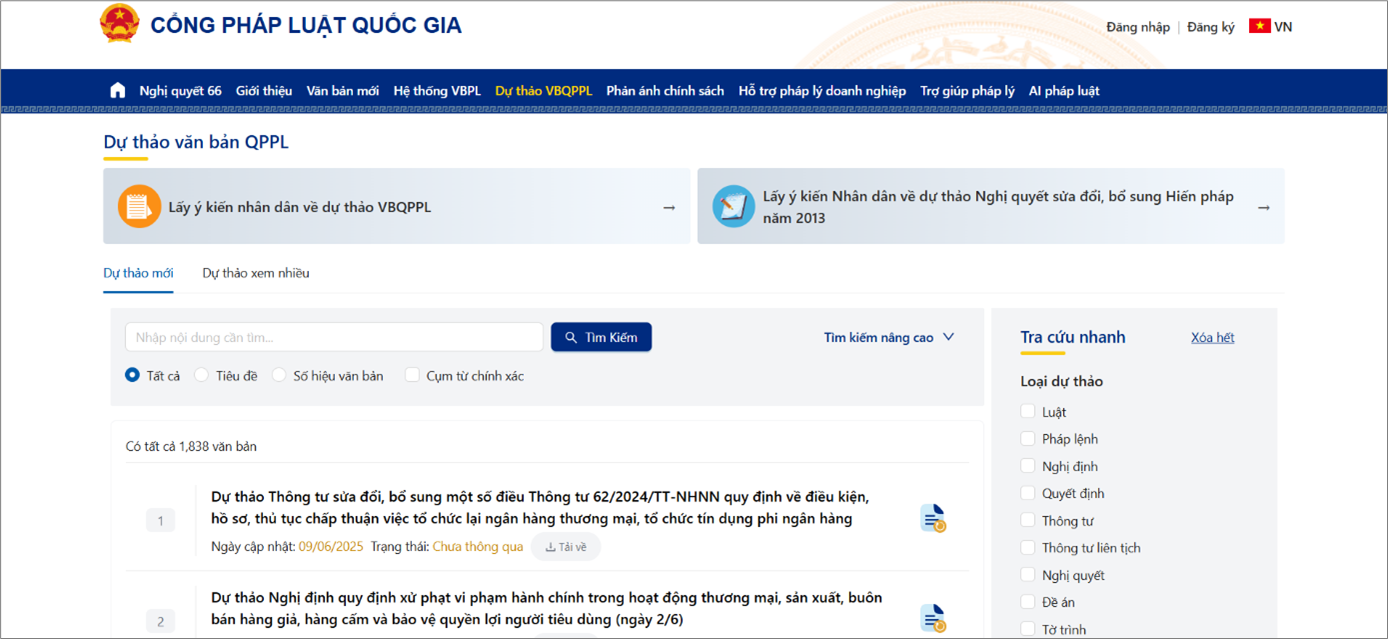 CỔNG PHÁP LUẬT QUỐC GIA
Đăng nhập | Đăng ký VN
Nghị quyết 66 Giới thiệu Văn bản mới Hệ thống VBPL Dự thảo VBQPPL Phản ánh chính sách Hỗ trợ pháp lý doanh nghiệp Trợ giúp pháp lý AI pháp luật
Dự thảo văn bản QPPL
Lấy ý kiến nhân dân về dự thảo VBQPPL →
Lấy ý kiến Nhân dân về dự thảo Nghị quyết sửa đổi, bổ sung Hiến pháp
năm 2013 →
Dự thảo mới Dự thảo xem nhiều
Nhập nội dung cần tìm... Tìm Kiếm Tìm kiếm nâng cao
Tất cả Tiêu đề Số hiệu văn bản Cụm từ chính xác
Có tất cả 1,838 văn bản
1
Dự thảo Thông tư sửa đổi, bổ sung một số điều Thông tư 62/2024/TT-NHNN quy định về điều kiện,
hồ sơ, thủ tục chấp thuận việc tổ chức lại ngân hàng thương mại, tổ chức tín dụng phi ngân hàng
Ngày cập nhật: 09/06/2025 Trạng thái: Chưa thông qua Tải về
2
Dự thảo Nghị định quy định xử phạt vi phạm hành chính trong hoạt động thương mại, sản xuất, buôn
bán hàng giả, hàng cấm và bảo vệ quyền lợi người tiêu dùng (ngày 2/6)
Tra cứu nhanh Xóa hết
Loại dự thảo
Luật
Pháp lệnh
Nghị định
Quyết định
Thông tư
Thông tư liên tịch
Nghị quyết
Đề án
Tờ trình